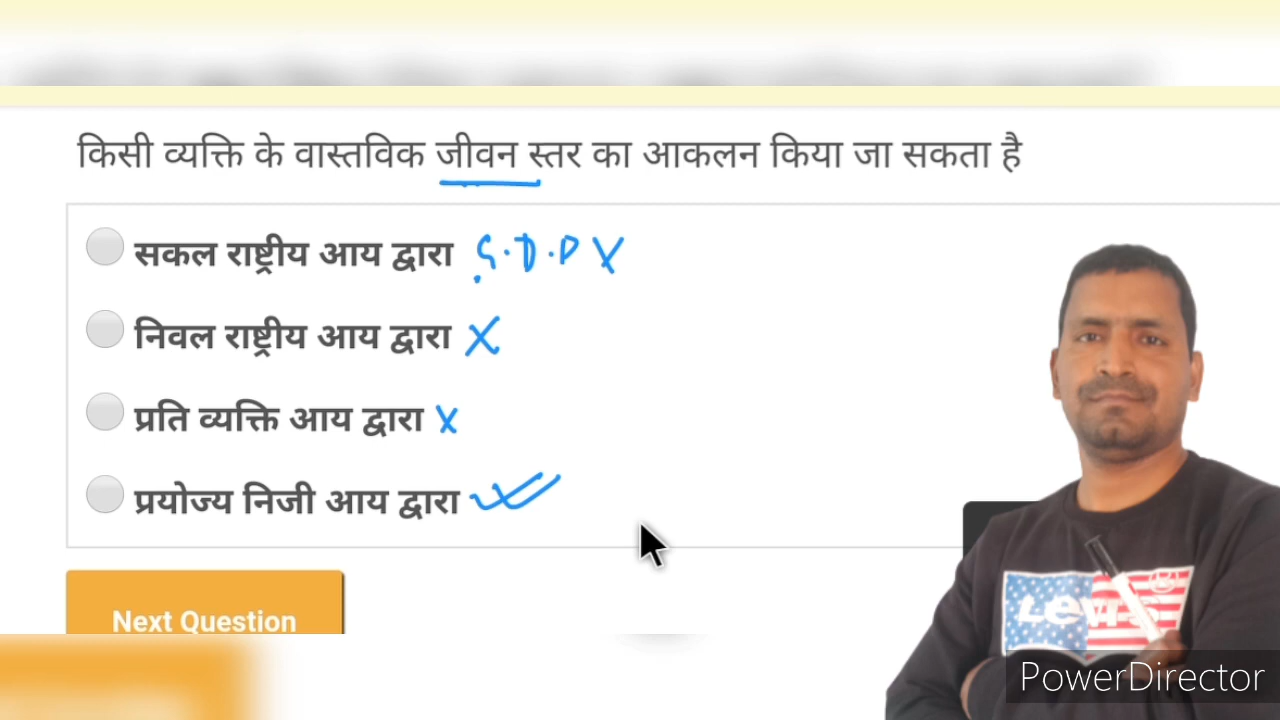 किसी व्यक्ति के वास्तविक जीवन स्तर का आकलन किया जा सकता है
सकल राष्ट्रीय आय द्वारा G.D.P X
निवल राष्ट्रीय आय द्वारा X
प्रति व्यक्ति आय द्वारा X
प्रयोज्य निजी आय द्वारा
Next Question
LEVI'S
PowerDirector